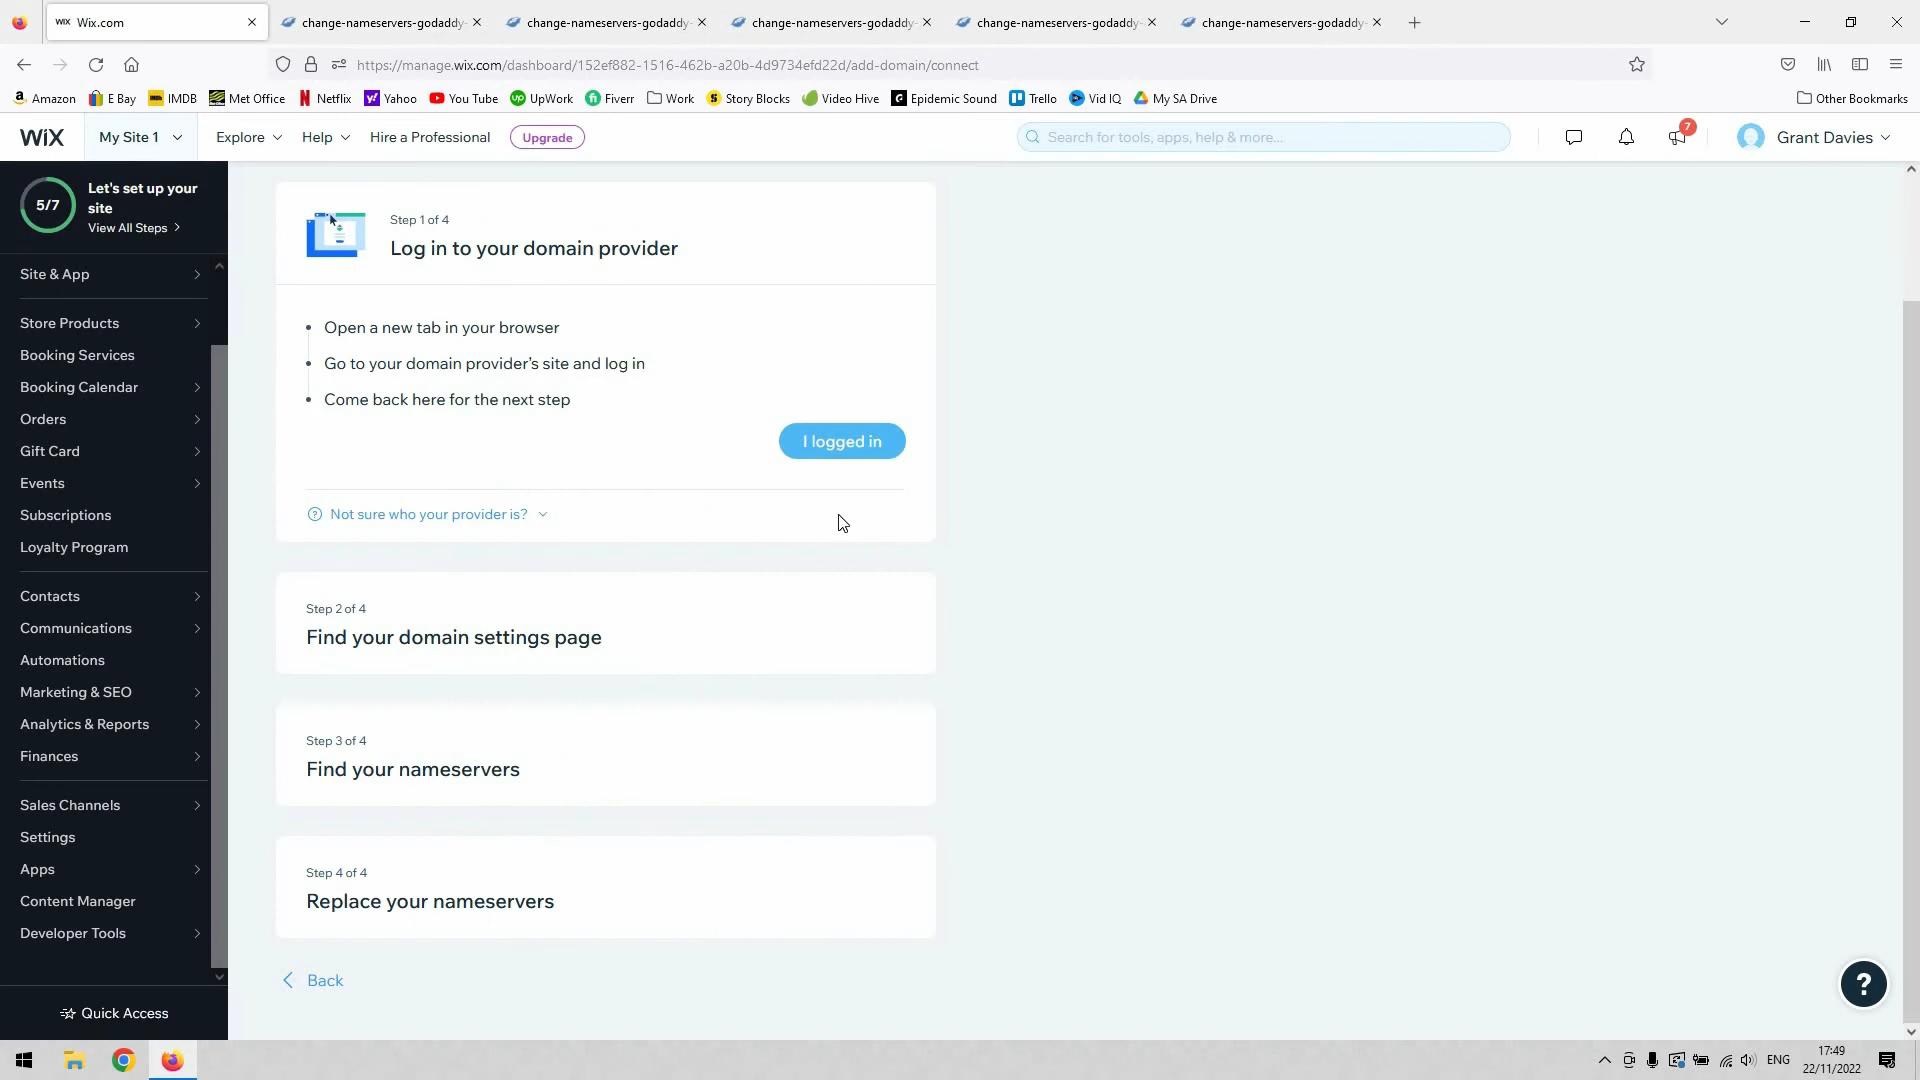 WiX Wix.com
change-nameservers-godaddy-
change-nameservers-godaddy-
change-nameservers-godaddy-
change-nameservers-godaddy-
change-nameservers-godaddy-
https://manage.wix.com/dashboard/152ef882-1516-462b-a20b-4d9734efd22d/add-domain/connect
Amazon E Bay IMDB Met Office Netflix Yahoo You Tube UpWork Fiverr Work Story Blocks Video Hive Epidemic Sound Trello Vid IQ My SA Drive Other Bookmarks
WiX My Site 1 Explore Help Hire a Professional Upgrade Search for tools, apps, help & more... 7 Grant Davies
5/7
Let's set up your
site
View All Steps
Site & App
Store Products
Booking Services
Booking Calendar
Orders
Gift Card
Events
Subscriptions
Loyalty Program
Contacts
Communications
Automations
Marketing & SEO
Analytics & Reports
Finances
Sales Channels
Settings
Apps
Content Manager
Developer Tools
Quick Access
Step 1 of 4
Log in to your domain provider
Open a new tab in your browser
Go to your domain provider's site and log in
Come back here for the next step
I logged in
? Not sure who your provider is?
Step 2 of 4
Find your domain settings page
Step 3 of 4
Find your nameservers
Step 4 of 4
Replace your nameservers
Back
?
ENG
17:49
22/11/2022